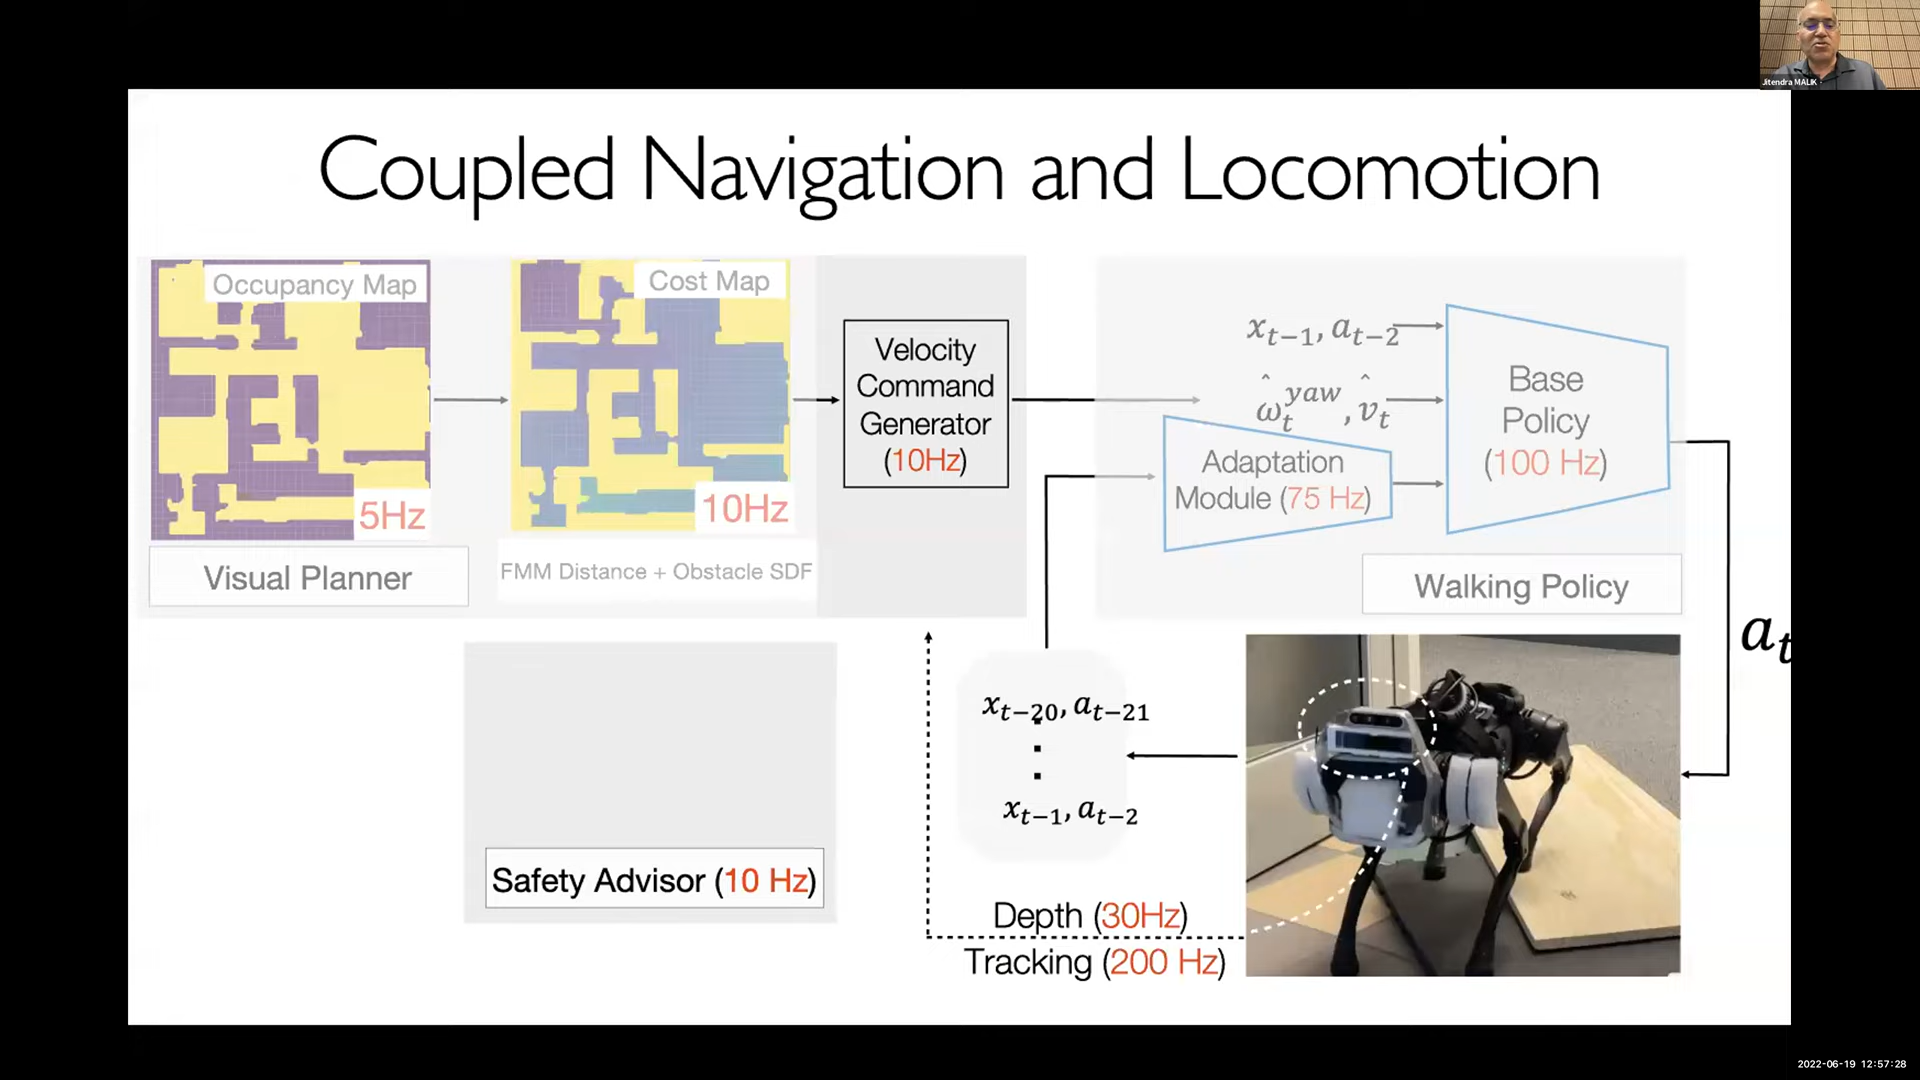 Jitendra MALIK
Coupled Navigation and Locomotion
Occupancy Map
5Hz
Visual Planner
Cost Map
10Hz
FMM Distance + Obstacle SDF
Velocity
Command
Generator
(10Hz)
x_{t−1}, a_{t−2}
ω̂_t^{yaw}, v̂_t
Adaptation
Module (75 Hz)
Base
Policy
(100 Hz)
Walking Policy
a_t
x_{t−20}, a_{t−21}
x_{t−1}, a_{t−2}
Safety Advisor (10 Hz)
Depth (30Hz)
Tracking (200 Hz)
2022-06-19 12:57:28